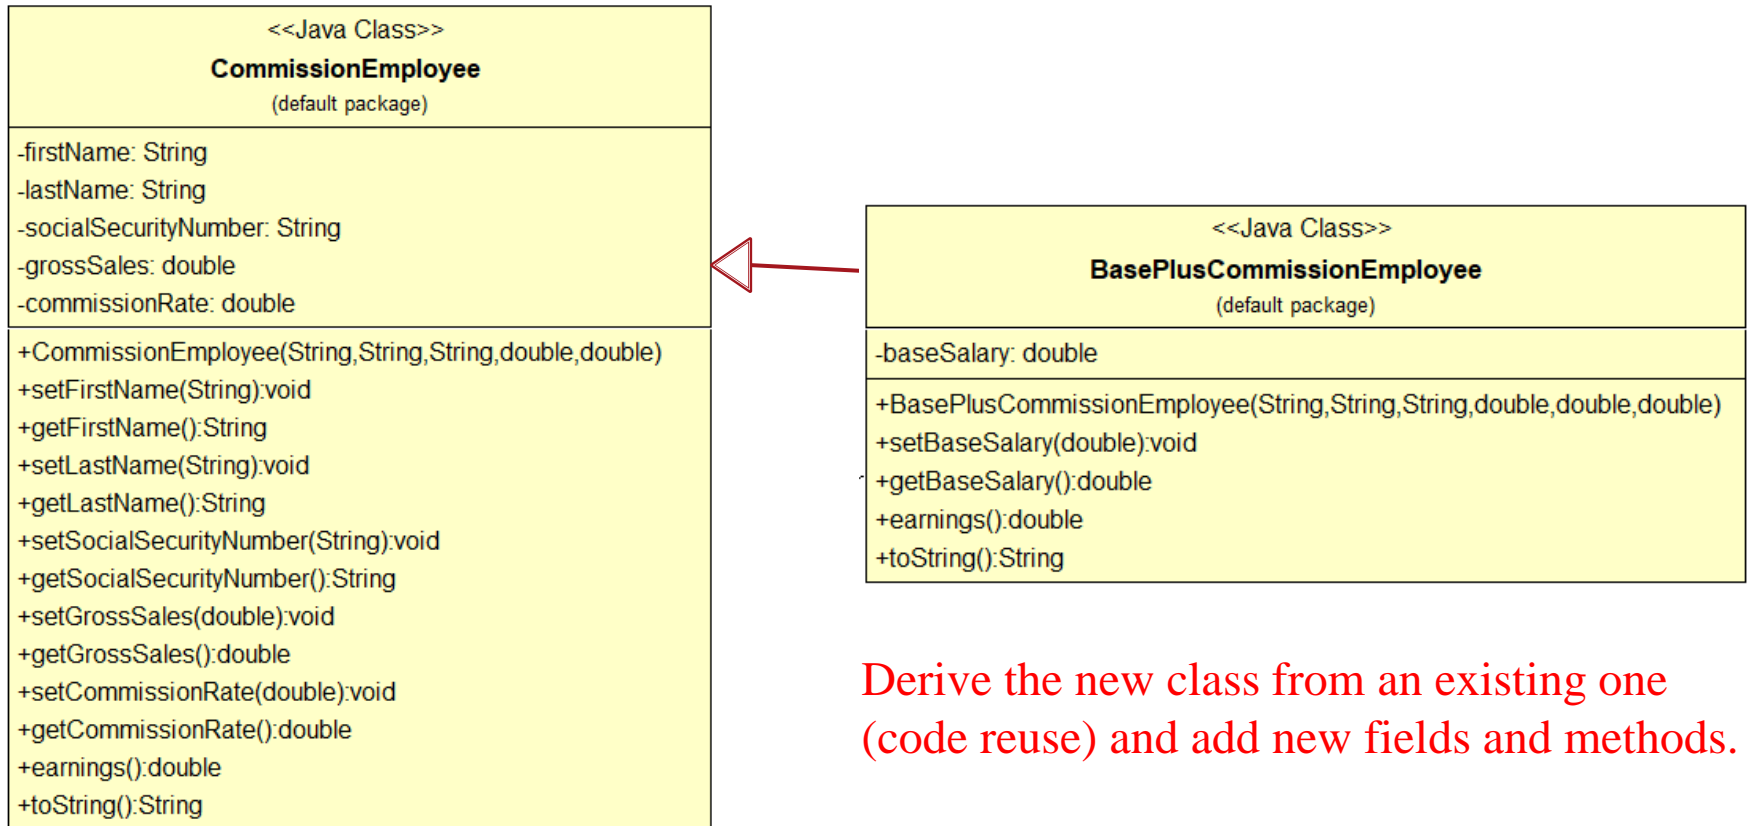 <<Java Class>>
CommissionEmployee
(default package)
-firstName: String
-lastName: String
-socialSecurityNumber: String
-grossSales: double
-commissionRate: double
+CommissionEmployee(String,String,String,double,double)
+setFirstName(String):void
+getFirstName():String
+setLastName(String):void
+getLastName():String
+setSocialSecurityNumber(String):void
+getSocialSecurityNumber():String
+setGrossSales(double):void
+getGrossSales():double
+setCommissionRate(double):void
+getCommissionRate():double
+earnings():double
+toString():String
<<Java Class>>
BasePlusCommissionEmployee
(default package)
-baseSalary: double
+BasePlusCommissionEmployee(String,String,String,double,double,double)
+setBaseSalary(double):void
+getBaseSalary():double
+earnings():double
+toString():String
Derive the new class from an existing one
(code reuse) and add new fields and methods.